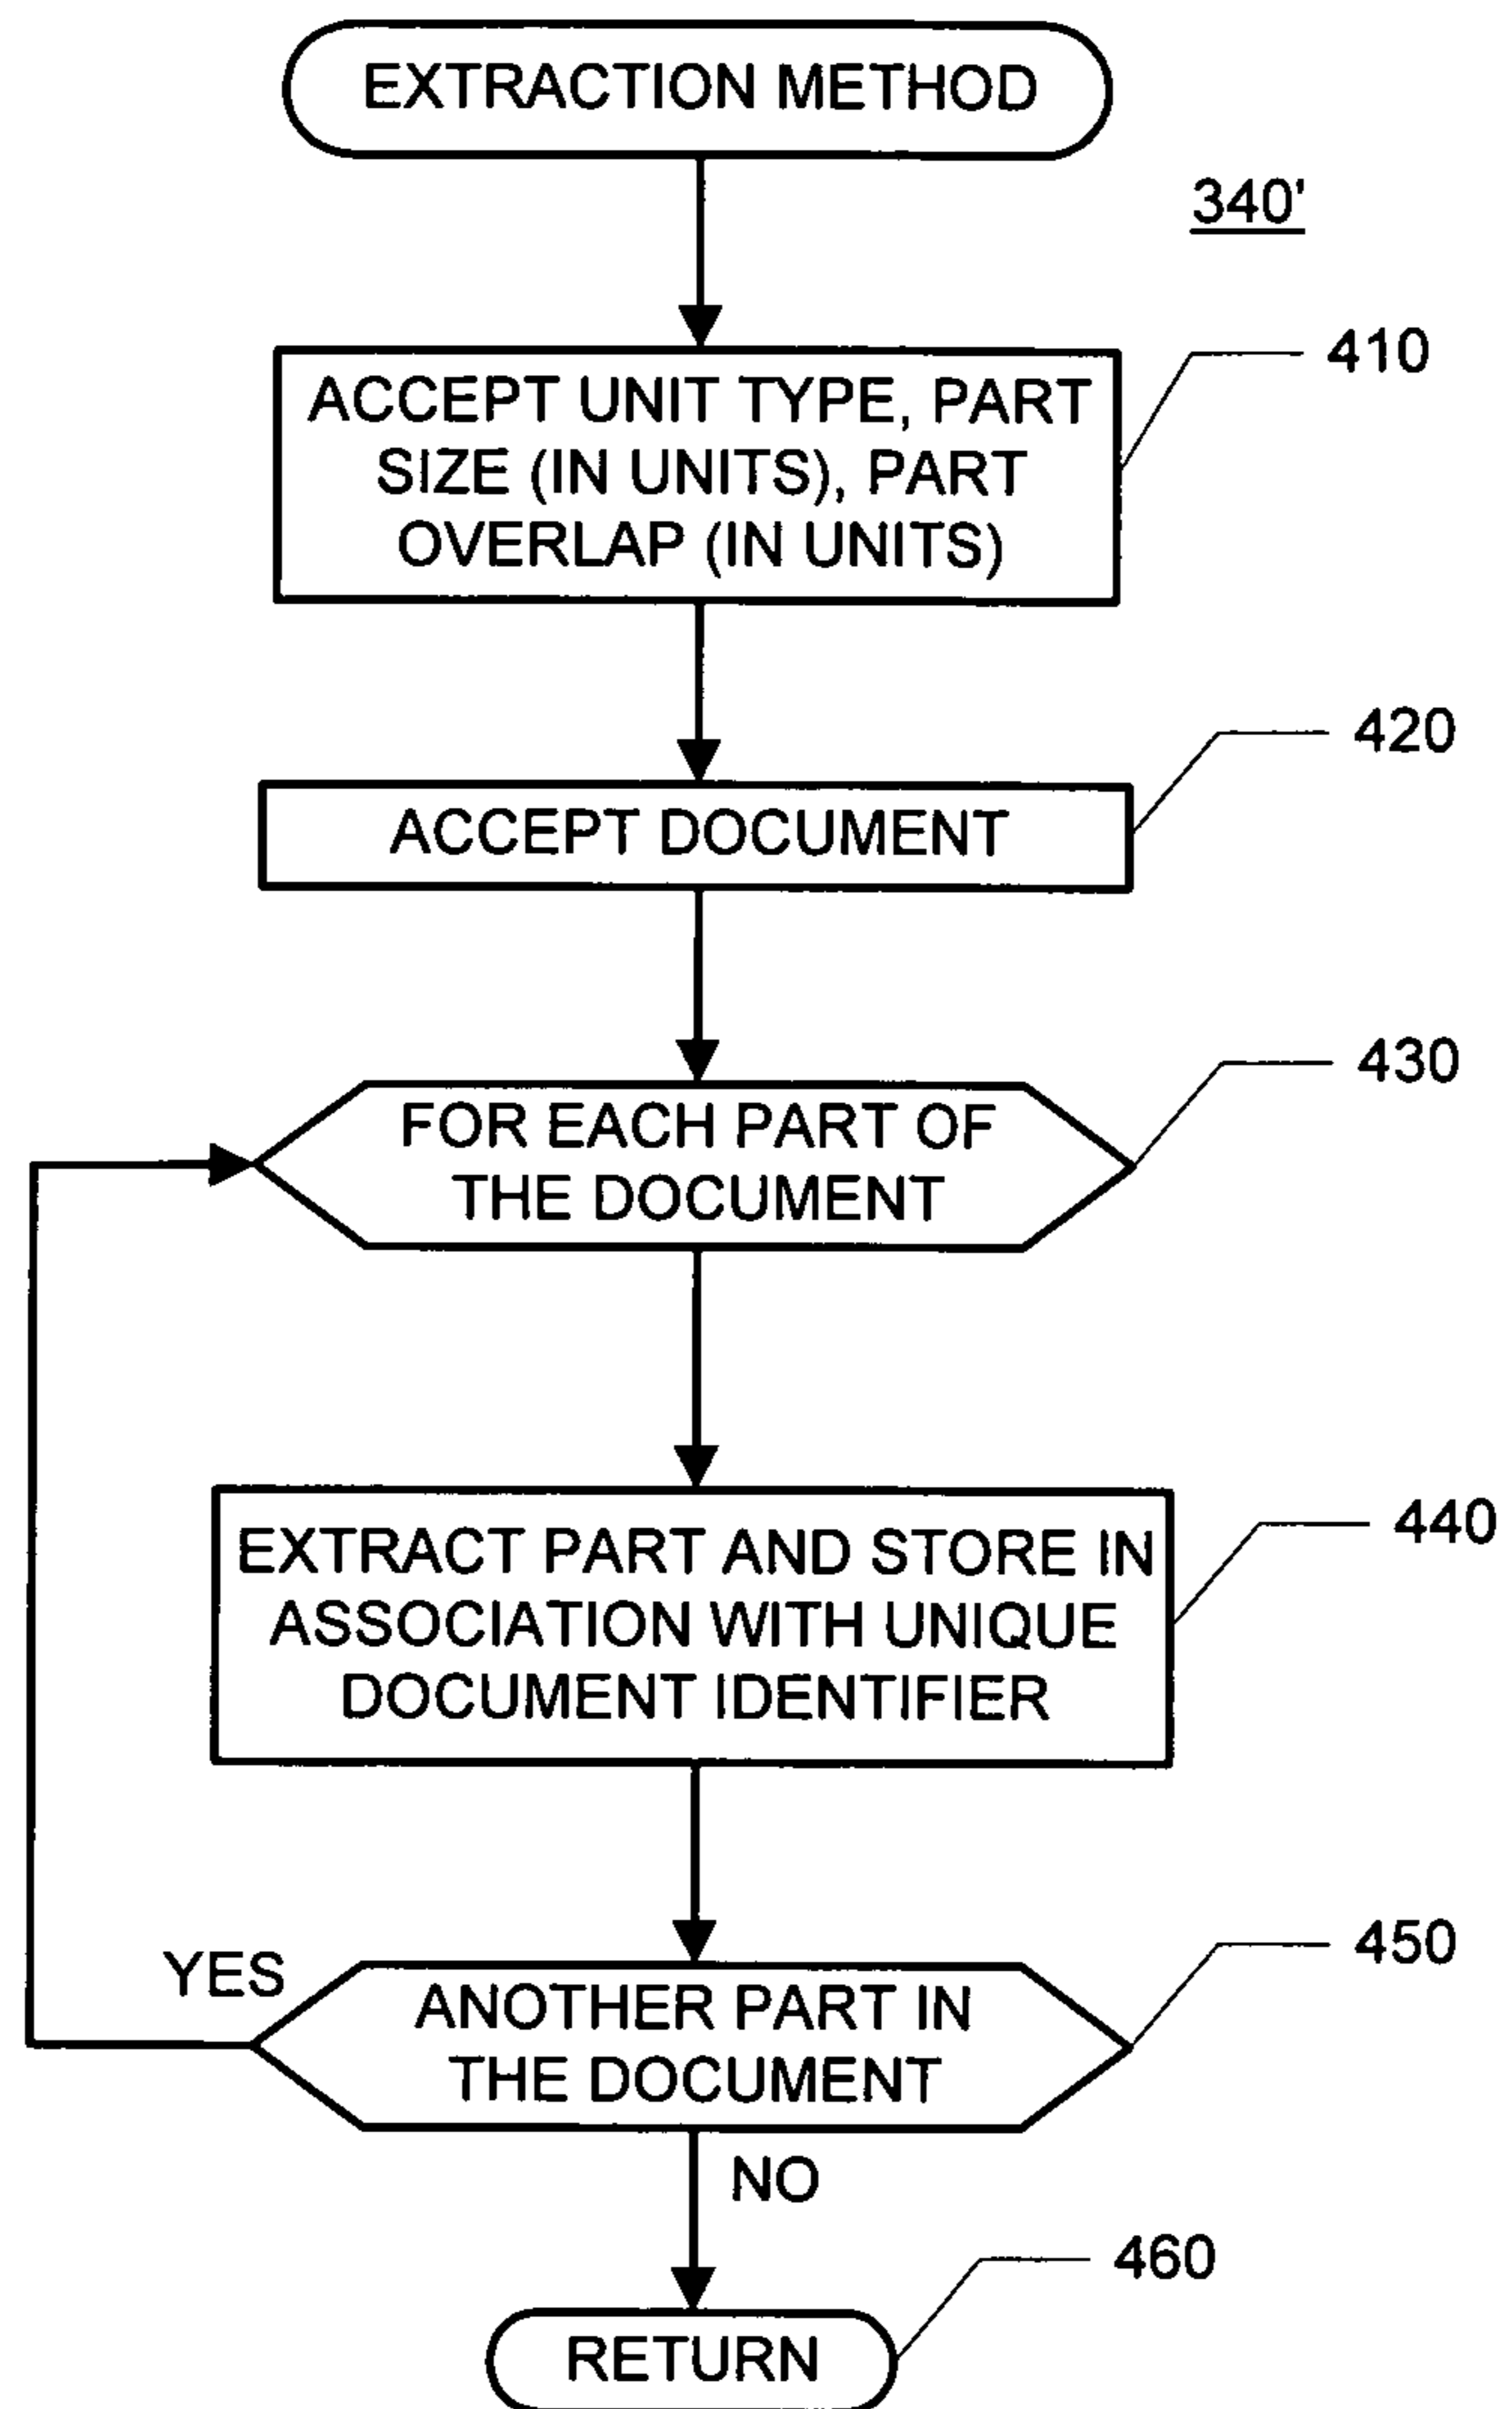 EXTRACTION METHOD
340'
410
ACCEPT UNIT TYPE, PART
SIZE (IN UNITS), PART
OVERLAP (IN UNITS)
420
ACCEPT DOCUMENT
430
FOR EACH PART OF
THE DOCUMENT
440
EXTRACT PART AND STORE IN
ASSOCIATION WITH UNIQUE
DOCUMENT IDENTIFIER
450
YES
ANOTHER PART IN
THE DOCUMENT
NO
460
RETURN